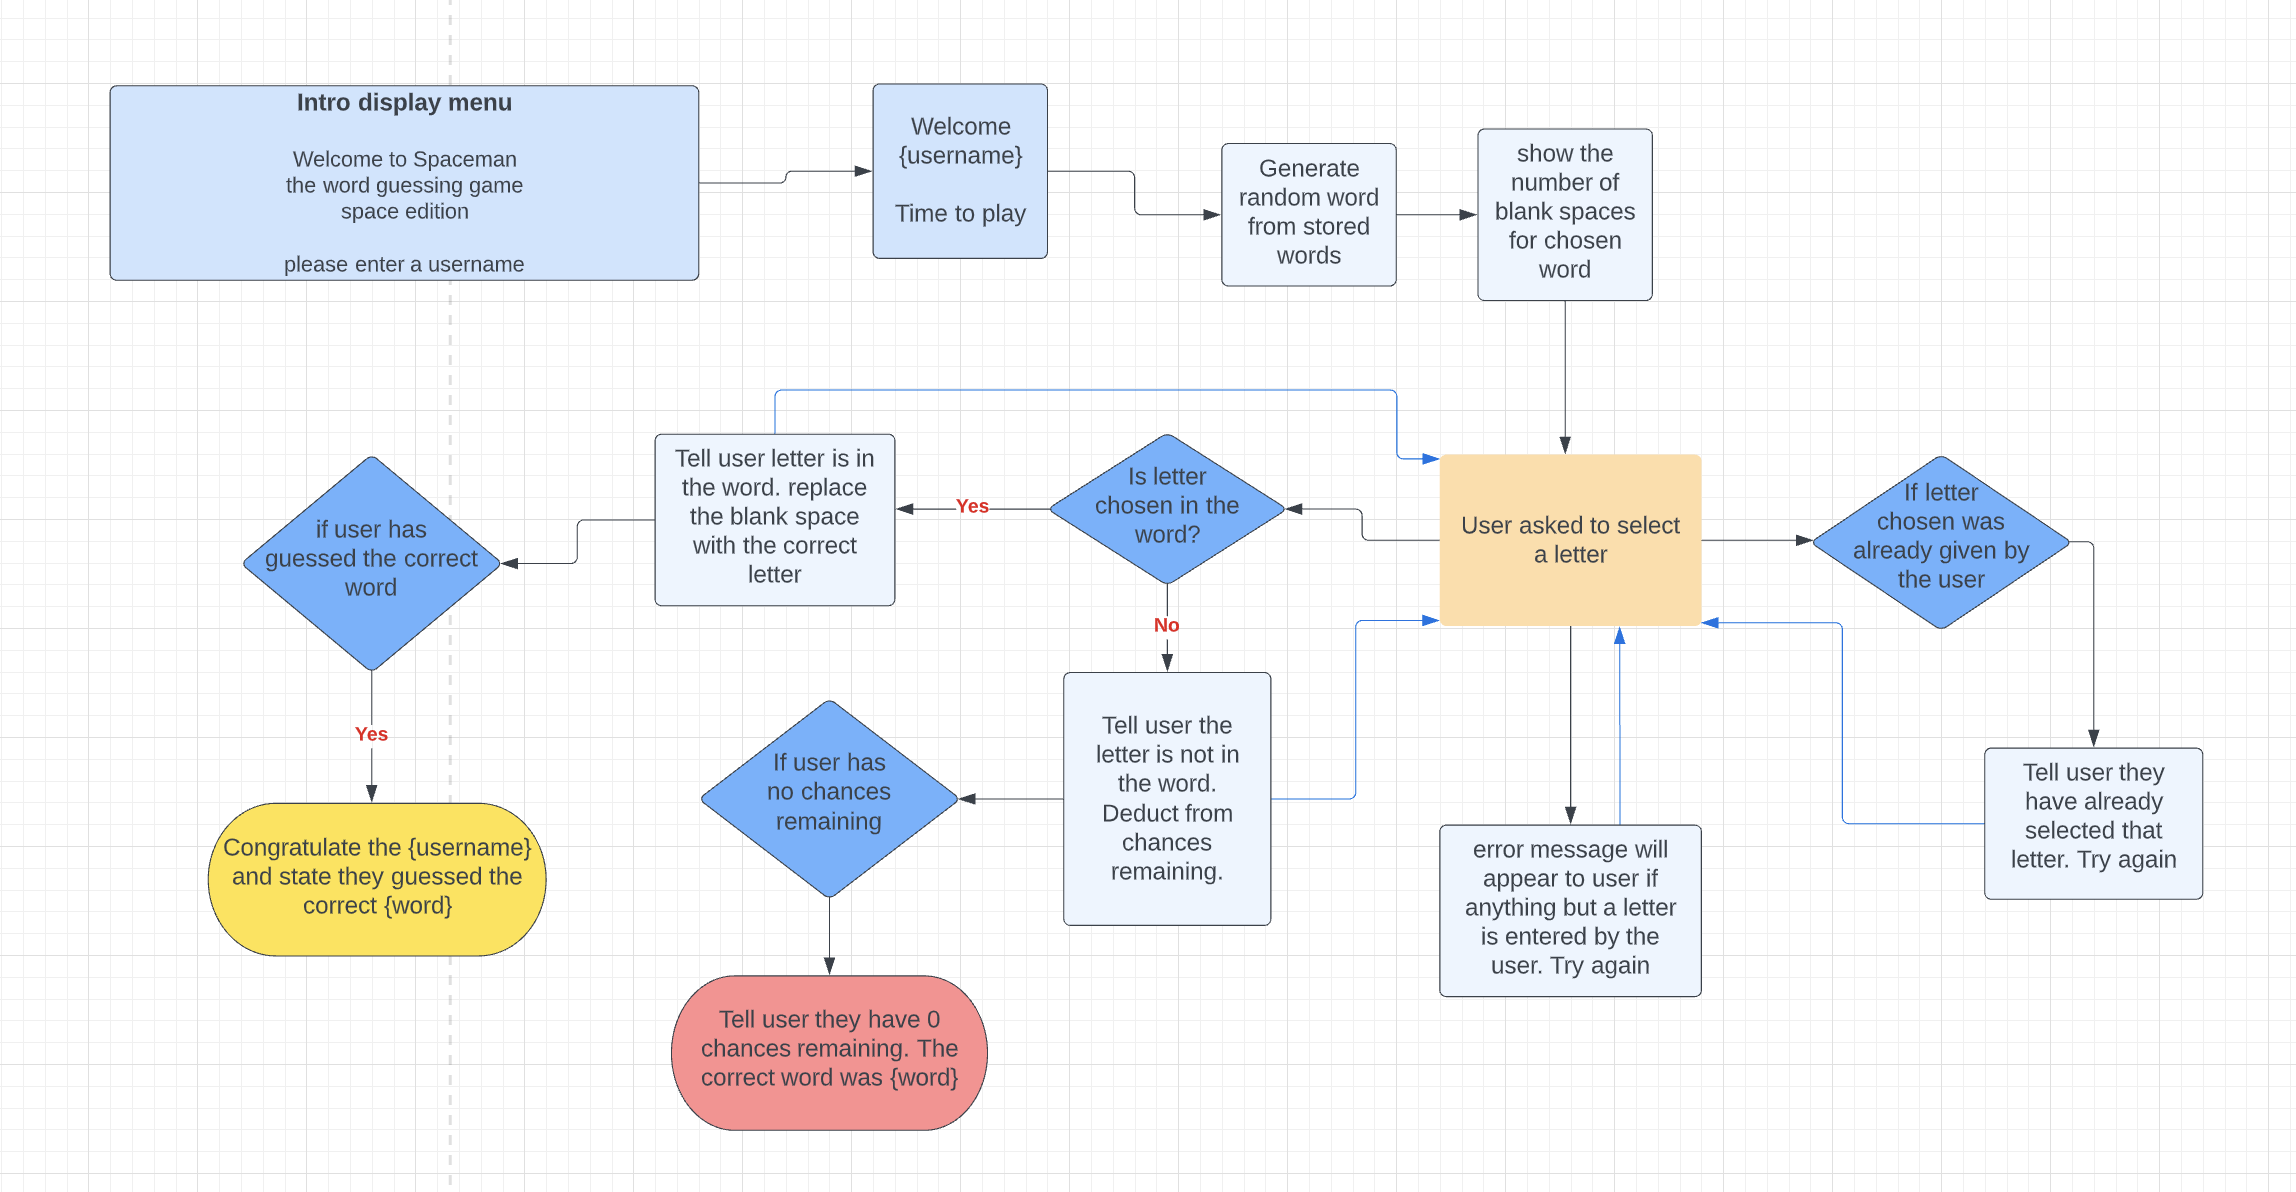 Intro display menu
Welcome to Spaceman
the word guessing game
space edition
please enter a username
Welcome
{username}
Time to play
Generate
random word
from stored
words
show the
number of
blank spaces
for chosen
word
if user has
guessed the correct
word
Tell user letter is in
the word. replace
the blank space
with the correct
letter
Yes
Is letter
chosen in the
word?
User asked to select
a letter
If letter
chosen was
already given by
the user
No
Yes
If user has
no chances
remaining
Tell user the
letter is not in
the word.
Deduct from
chances
remaining.
Tell user they
have already
selected that
letter. Try again
Congratulate the {username}
and state they guessed the
correct {word}
error message will
appear to user if
anything but a letter
is entered by the
user. Try again
Tell user they have 0
chances remaining. The
correct word was {word}